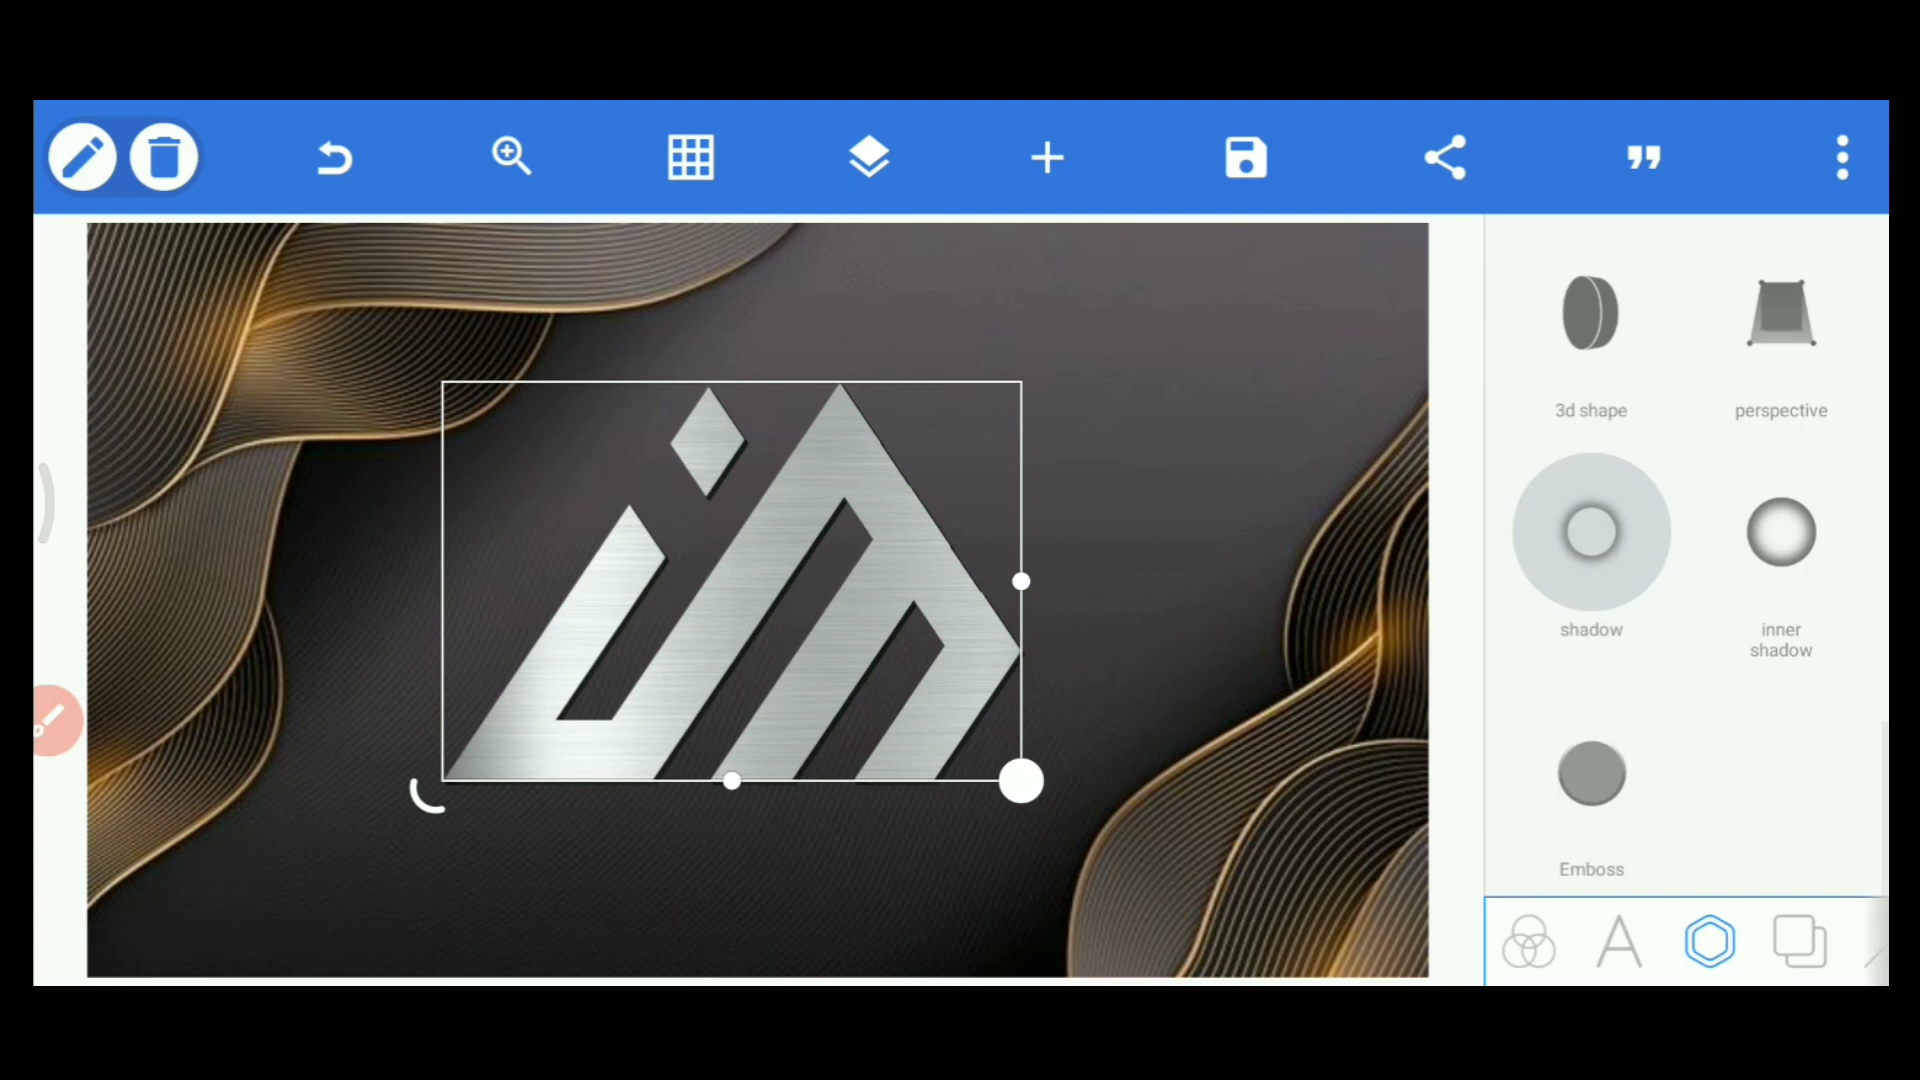 3d shape
perspective
shadow
inner
shadow
Emboss